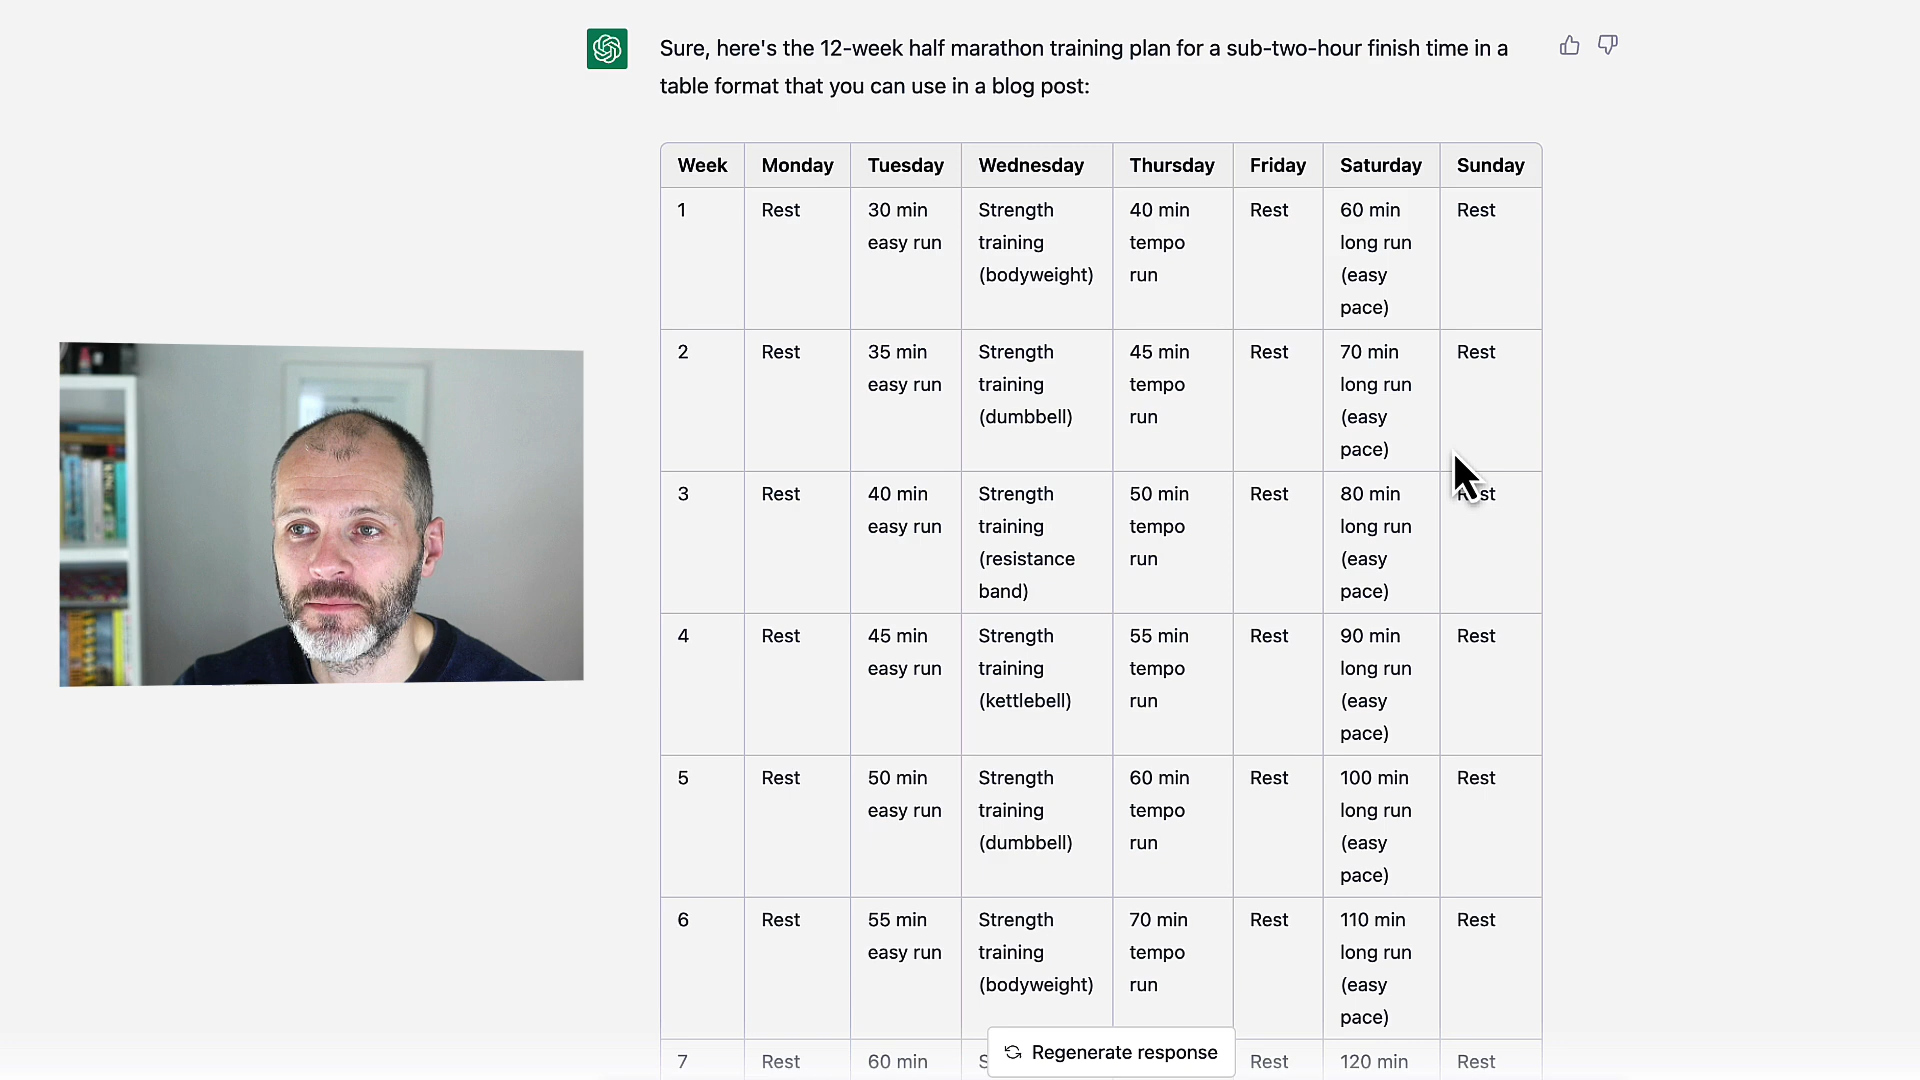 Sure, here's the 12-week half marathon training plan for a sub-two-hour finish time in a
table format that you can use in a blog post:
Week Monday Tuesday Wednesday Thursday Friday Saturday Sunday
1 Rest 30 min Strength 40 min Rest 60 min Rest
easy run training tempo long run
(bodyweight) run (easy
pace)
2 Rest 35 min Strength 45 min Rest 70 min Rest
easy run training tempo long run
(dumbbell) run (easy
pace)
3 Rest 40 min Strength 50 min Rest 80 min Rest
easy run training tempo long run
(resistance run (easy
band) pace)
4 Rest 45 min Strength 55 min Rest 90 min Rest
easy run training tempo long run
(kettlebell) run (easy
pace)
5 Rest 50 min Strength 60 min Rest 100 min Rest
easy run training tempo long run
(dumbbell) run (easy
pace)
6 Rest 55 min Strength 70 min Rest 110 min Rest
easy run training tempo long run
(bodyweight) run (easy
pace)
7 Rest 60 min Rest 120 min Rest
Regenerate response